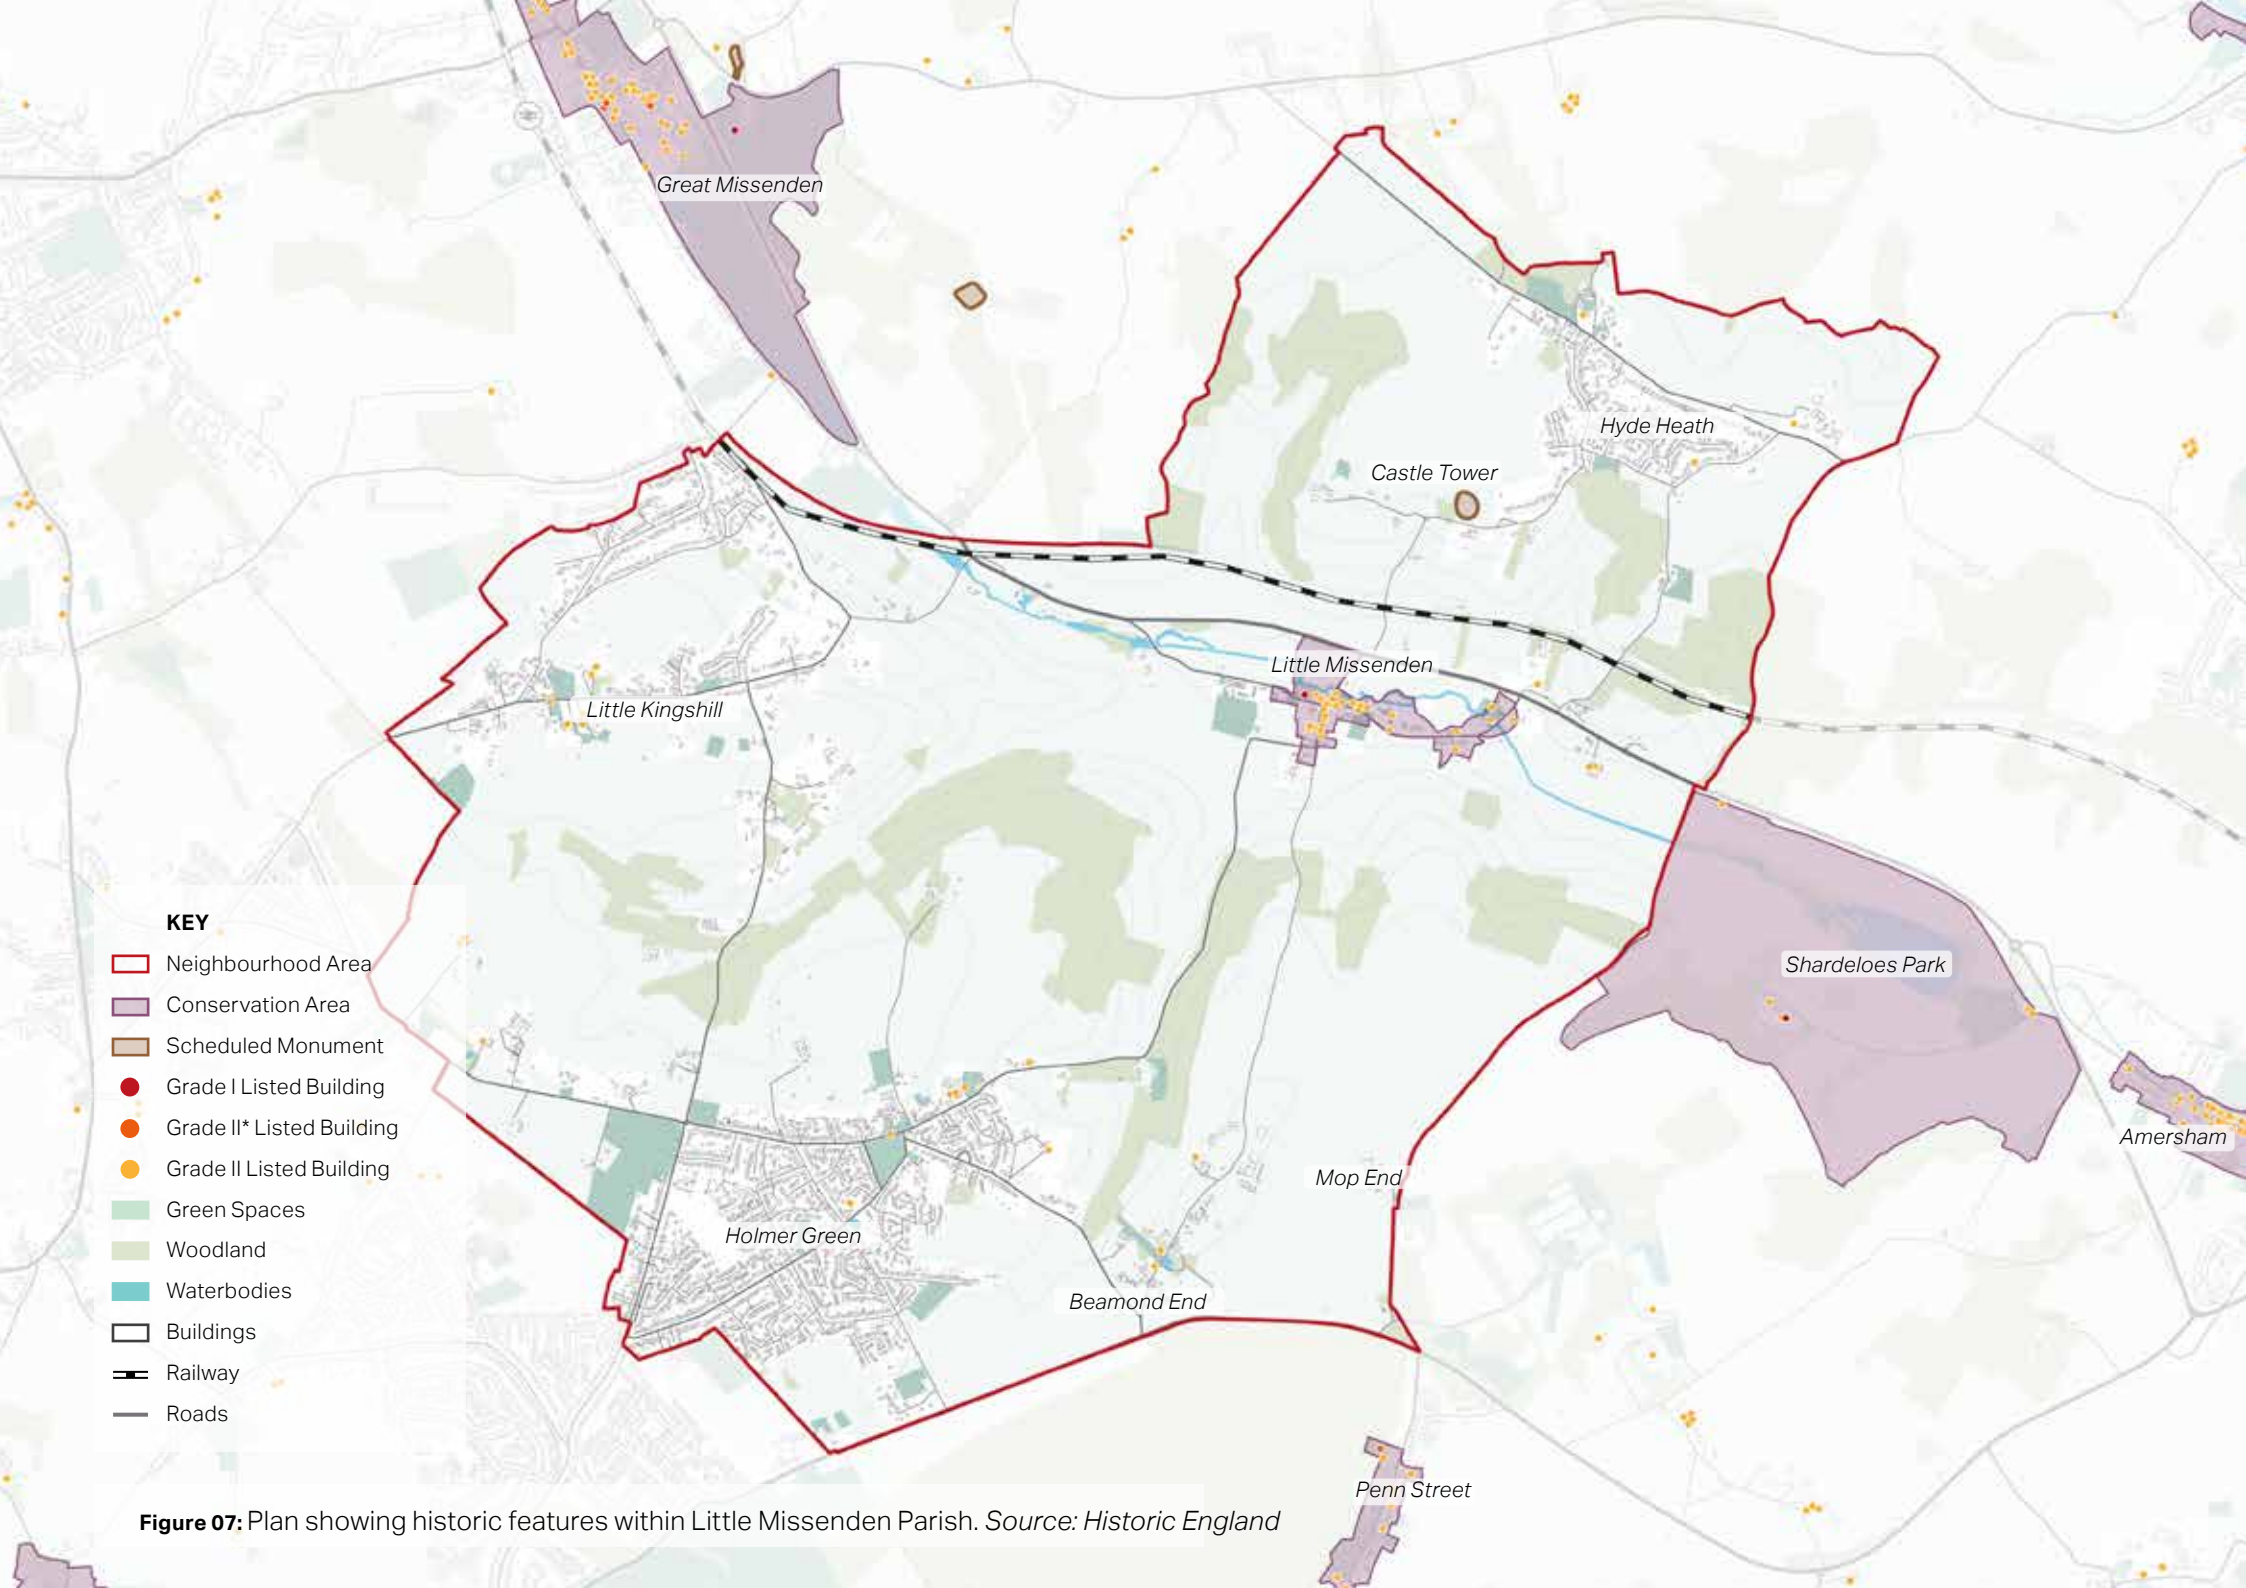 Great Missenden
Hyde Heath
Castle Tower
Little Missenden
Little Kingshill
KEY
Neighbourhood Area
Conservation Area
Scheduled Monument
Grade I Listed Building
Grade II* Listed Building
Grade II Listed Building
Green Spaces
Woodland
Waterbodies
Buildings
Railway
Roads
Shardeloes Park
Amersham
Mop End
Holmer Green
Beamond End
Penn Street
Figure 07: Plan showing historic features within Little Missenden Parish. Source: Historic England